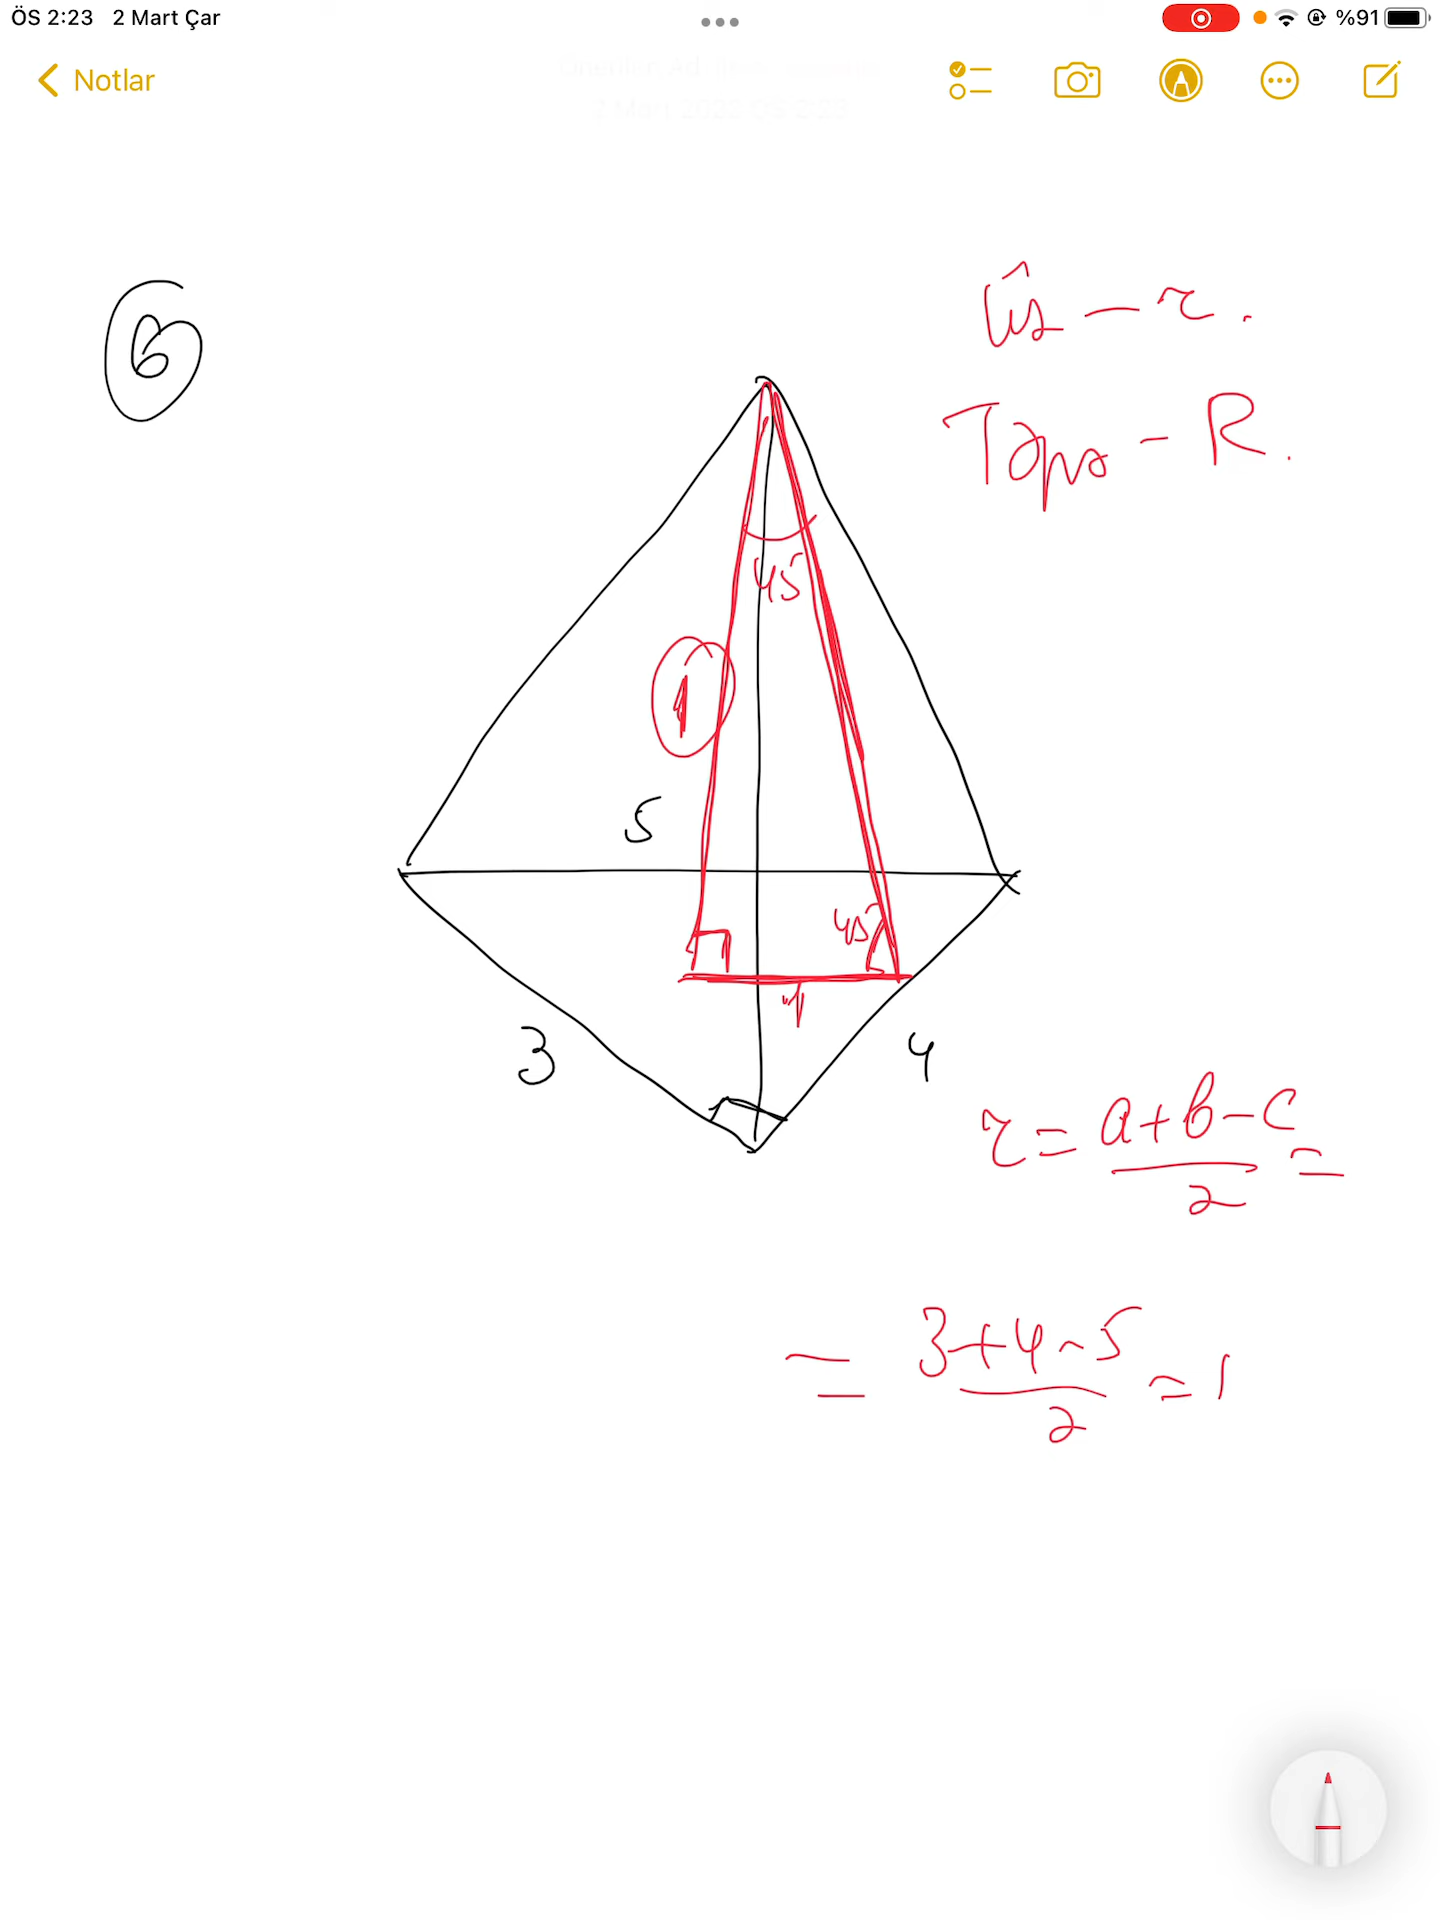 ÖS 2:23 2 Mart Çar
%91
Notlar
6
Üs - r.
Tapa - R.
45°
1
5
45°
1
3
4
r = a+b-c / 2 =
= 3+4-5 / 2 = 1